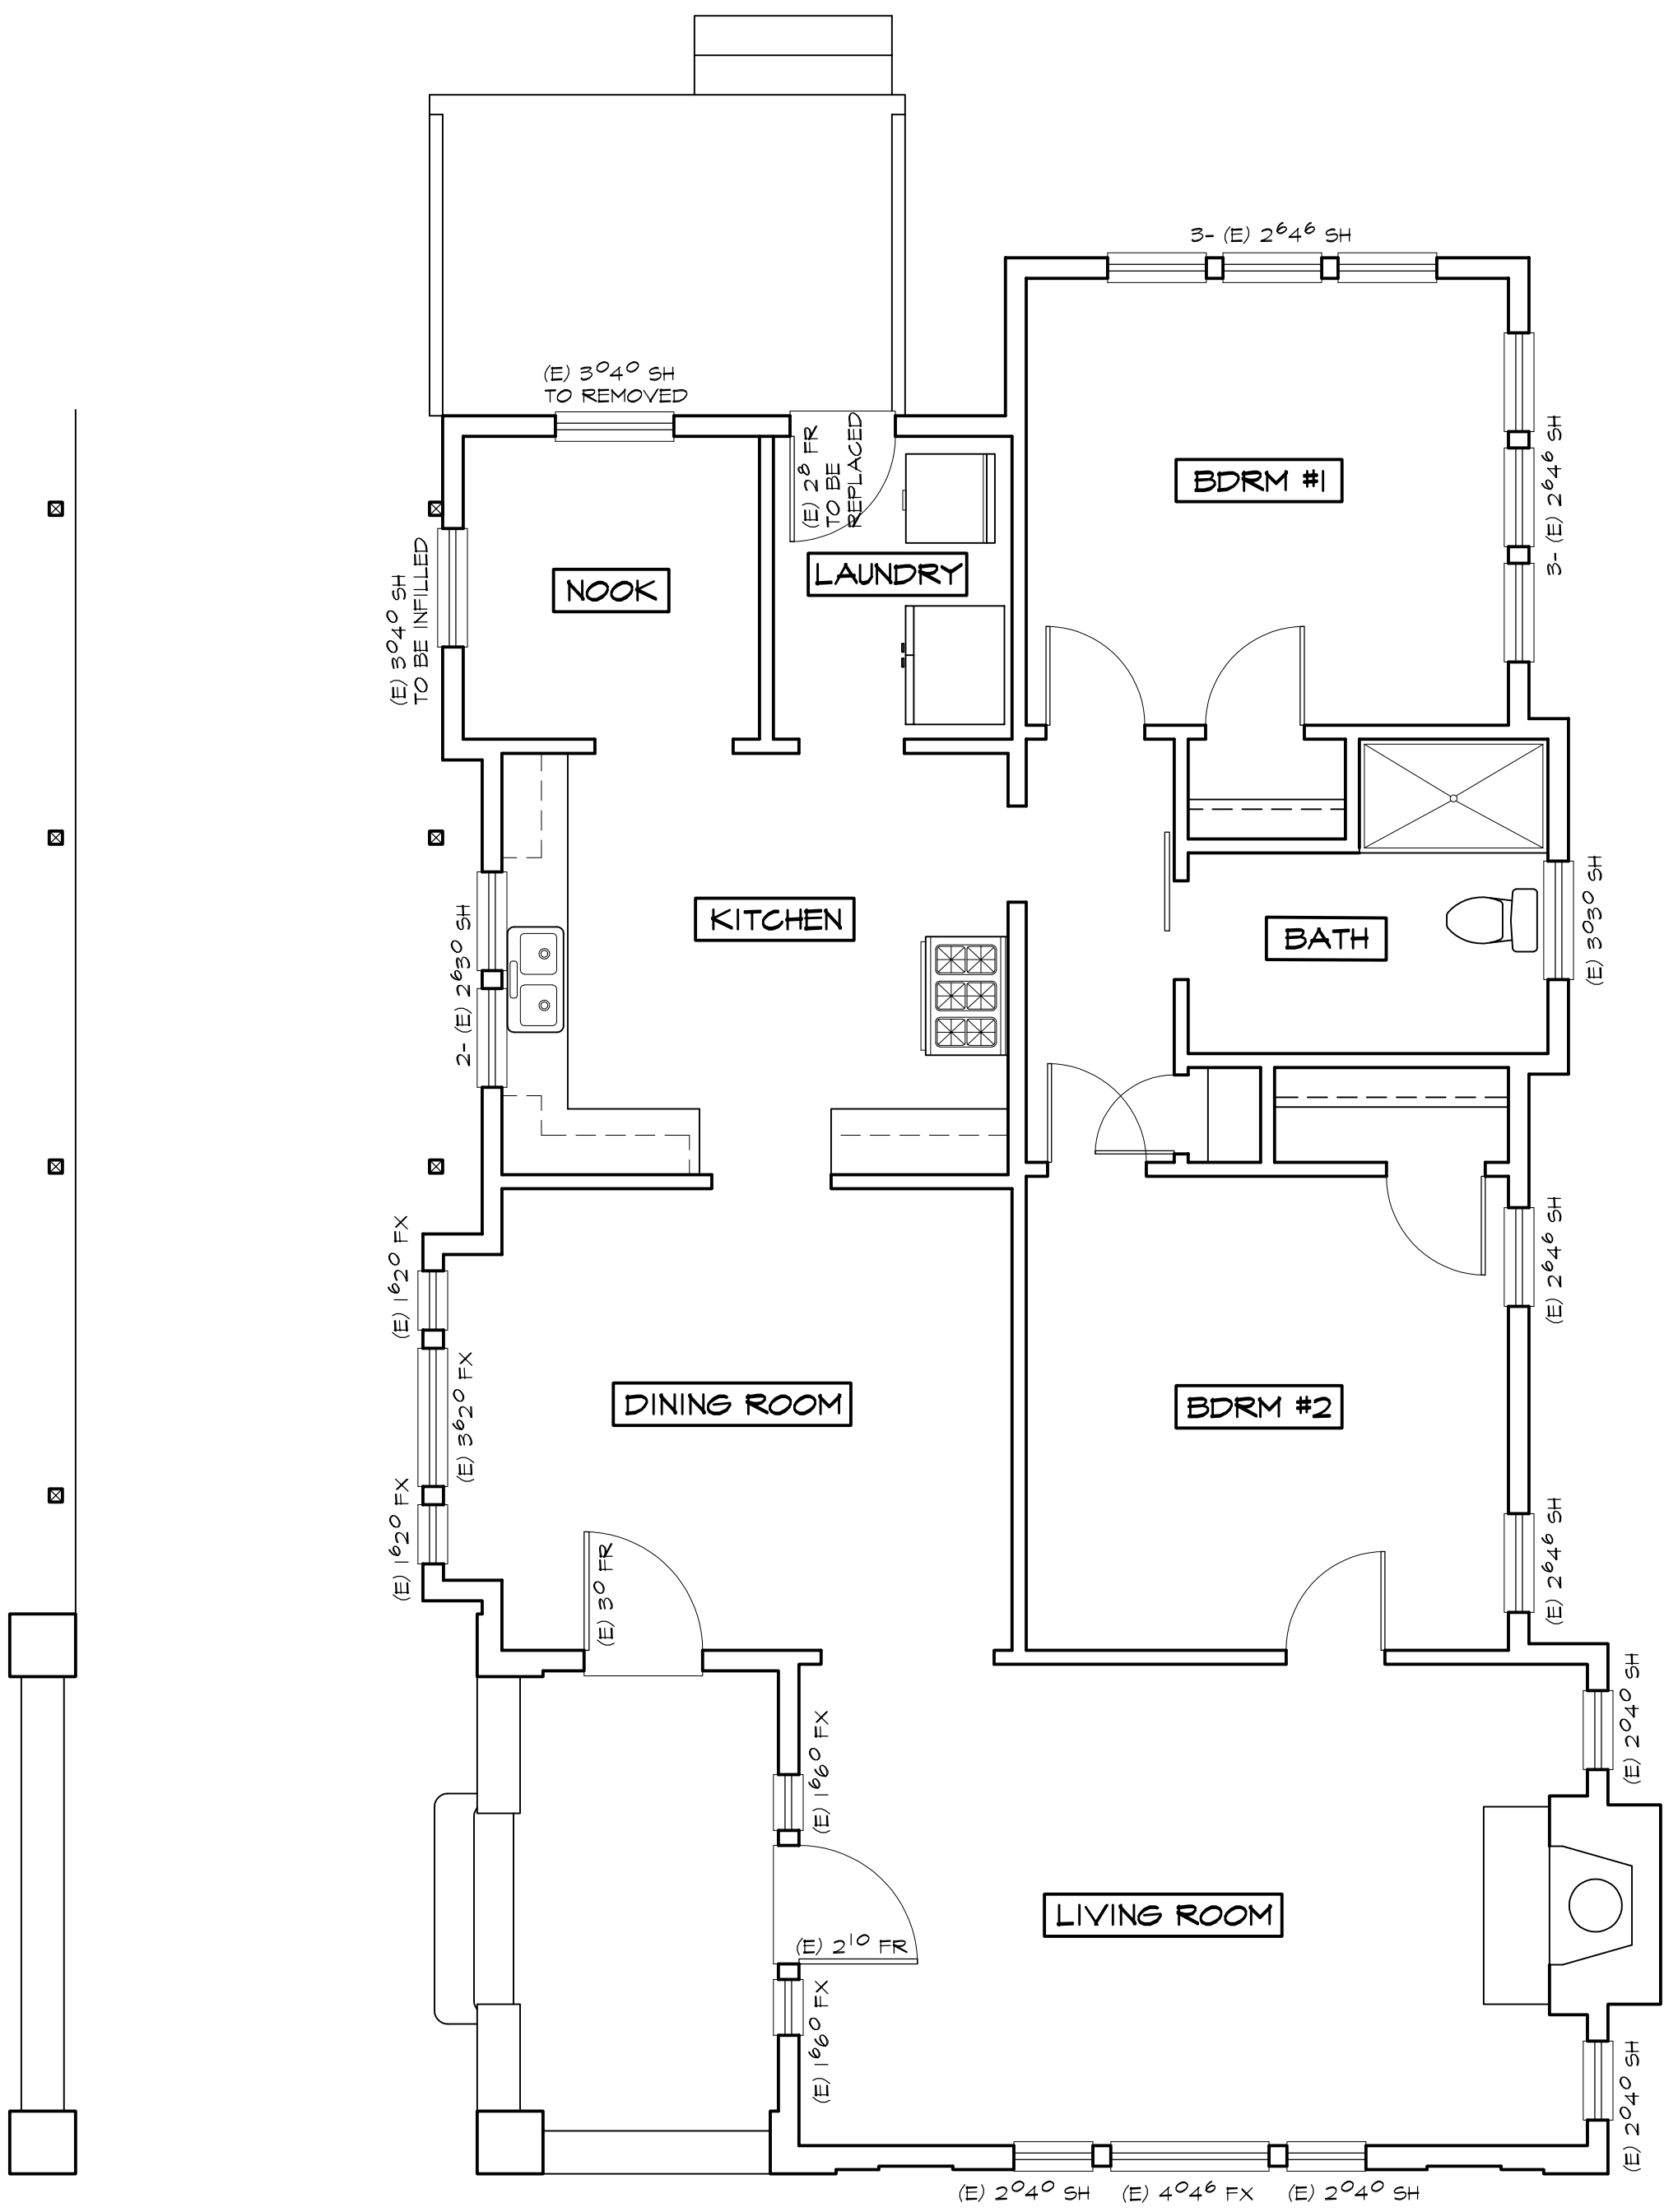 3- (E) 2⁶4⁶ SH
(E) 3⁰4⁰ SH
TO REMOVED
(E) 2⁸ FR
TO BE
REPLACED
3- (E) 2⁶4⁶ SH
BDRM #1
LAUNDRY
NOOK
(E) 3⁰4⁰ SH
TO BE INFILLED
KITCHEN
BATH
(E) 3⁰3⁰ SH
2- (E) 2⁶3⁰ SH
(E) 1⁶2⁰ FX
(E) 2⁶4⁶ SH
(E) 3⁶2⁰ FX
DINING ROOM
BDRM #2
(E) 1⁶2⁰ FX
(E) 3⁰ FR
(E) 2⁶4⁶ SH
(E) 2⁰4⁰ SH
(E) 1⁶6⁰ FX
LIVING ROOM
(E) 2¹⁰ FR
(E) 1⁶6⁰ FX
(E) 2⁰4⁰ SH
(E) 2⁰4⁰ SH
(E) 4⁰4⁶ FX
(E) 2⁰4⁰ SH